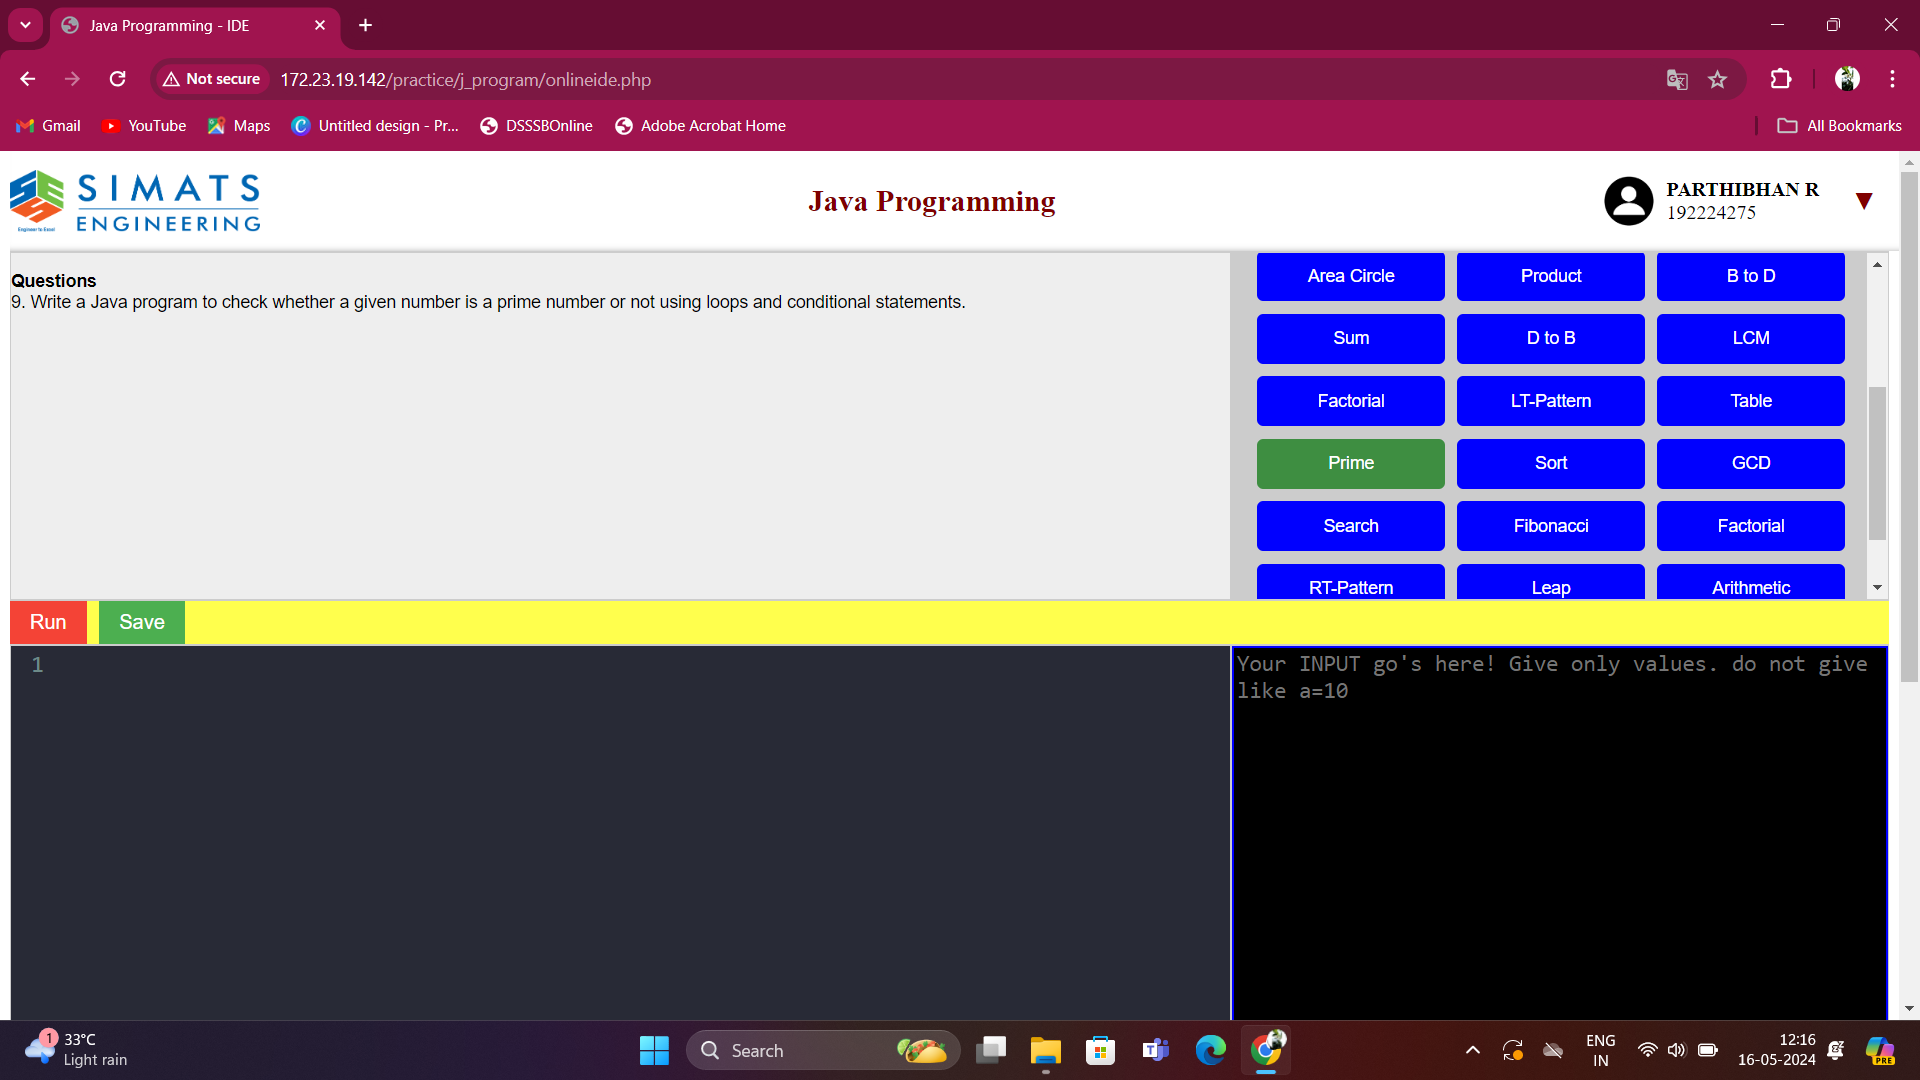 Java Programming - IDE
Not secure
172.23.19.142/practice/j_program/onlineide.php
Gmail
YouTube
Maps
Untitled design - Pr...
DSSSBOnline
Adobe Acrobat Home
All Bookmarks
SIMATS
ENGINEERING
Engineer to Excel
Java Programming
PARTHIBHAN R
192224275
Questions
9. Write a Java program to check whether a given number is a prime number or not using loops and conditional statements.
Area Circle
Product
B to D
Sum
D to B
LCM
Factorial
LT-Pattern
Table
Prime
Sort
GCD
Search
Fibonacci
Factorial
RT-Pattern
Leap
Arithmetic
Run
Save
1
Your INPUT go's here! Give only values. do not give
like a=10
1
33°C
Light rain
Search
ENG
IN
12:16
16-05-2024
PRE